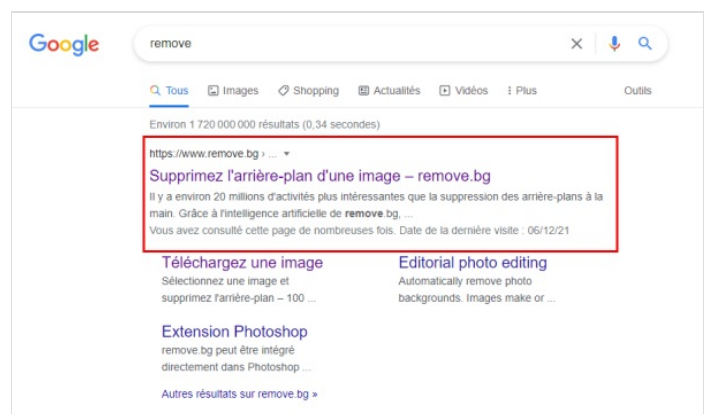 Google
remove
Tous Images Shopping Actualités Vidéos Plus Outils
Environ 1 720 000 000 résultats (0,34 secondes)
https://www.remove.bg › ...
Supprimez l'arrière-plan d'une image – remove.bg
Il y a environ 20 millions d'activités plus intéressantes que la suppression des arrière-plans à la
main. Grâce à l'intelligence artificielle de remove.bg, ...
Vous avez consulté cette page de nombreuses fois. Date de la dernière visite : 06/12/21
Téléchargez une image
Sélectionnez une image et
supprimez l'arrière-plan – 100 ...
Editorial photo editing
Automatically remove photo
backgrounds. Images make or ...
Extension Photoshop
remove.bg peut être intégré
directement dans Photoshop ...
Autres résultats sur remove.bg »